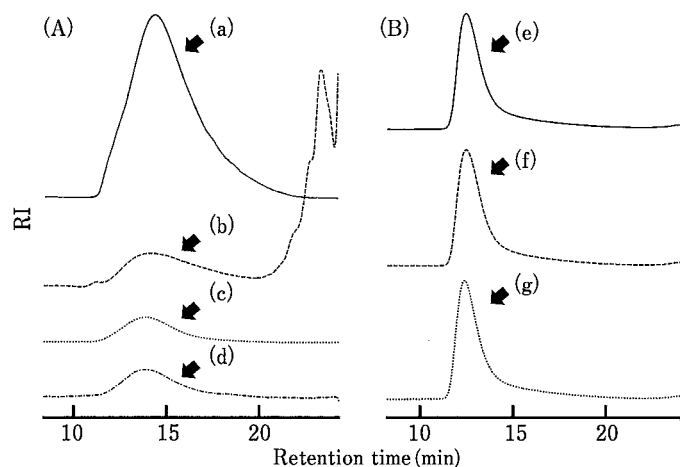 (A)
(a)
(B)
(e)
(f)
(b)
(c)
(g)
(d)
RI
10 15 20 10 15 20
Retention time (min)